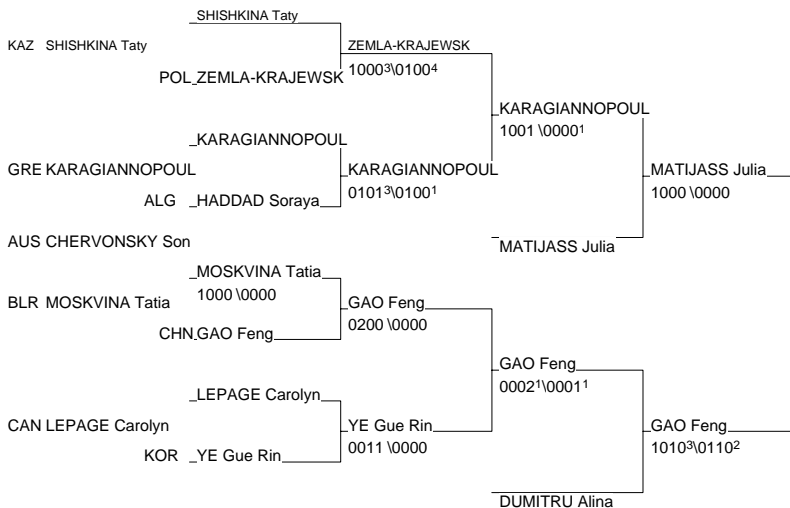 SHISHKINA Taty
KAZ SHISHKINA Taty
ZEMLA-KRAJEWSK
POL ZEMLA-KRAJEWSK
1000³\0100⁴
KARAGIANNOPOUL
1001 \0000¹
KARAGIANNOPOUL
GRE KARAGIANNOPOUL
KARAGIANNOPOUL
0101³\0100¹
MATIJASS Julia
1000 \0000
ALG HADDAD Soraya
AUS CHERVONSKY Son
MATIJASS Julia
MOSKVINA Tatia
1000 \0000
BLR MOSKVINA Tatia
GAO Feng
0200 \0000
CHN GAO Feng
GAO Feng
0002¹\0001¹
LEPAGE Carolyn
CAN LEPAGE Carolyn
YE Gue Rin
0011 \0000
GAO Feng
1010³\0110²
KOR YE Gue Rin
DUMITRU Alina